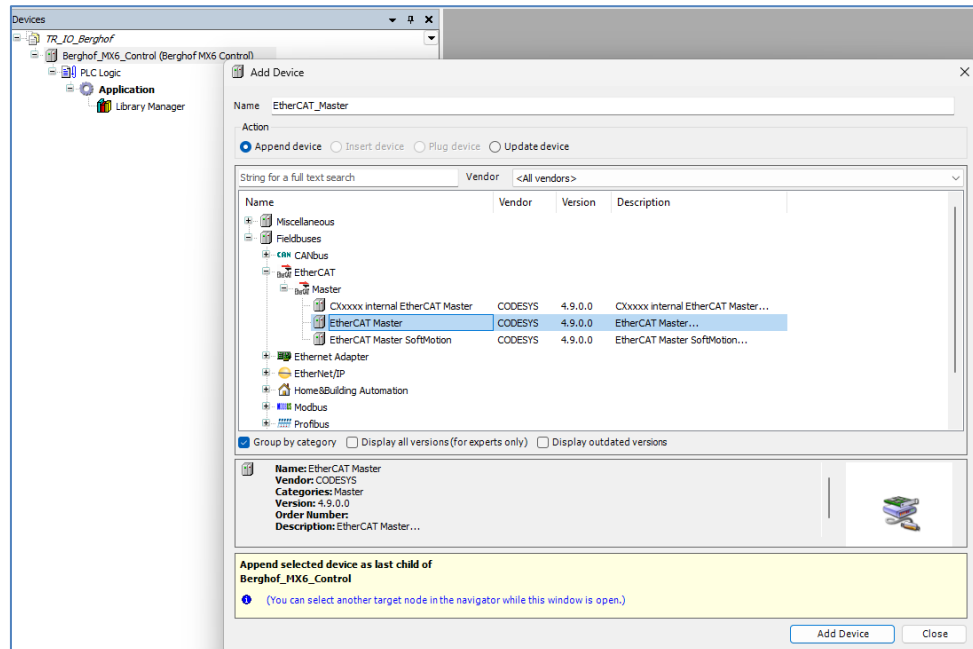 Devices
TR_IO_Berghof
Berghof_MX6_Control (Berghof MX6 Control)
PLC Logic
Application
Library Manager
Add Device
Name EtherCAT_Master
Action
Append device Insert device Plug device Update device
String for a full text search Vendor <All vendors>
Name Vendor Version Description
Miscellaneous
Fieldbuses
CAN CANbus
EtherCAT
Master
CXxxxx internal EtherCAT Master CODESYS 4.9.0.0 CXxxxx internal EtherCAT Master...
EtherCAT Master CODESYS 4.9.0.0 EtherCAT Master...
EtherCAT Master SoftMotion CODESYS 4.9.0.0 EtherCAT Master SoftMotion...
Ethernet Adapter
EtherNet/IP
Home&Building Automation
Modbus
Profibus
Group by category Display all versions (for experts only) Display outdated versions
Name: EtherCAT Master
Vendor: CODESYS
Categories: Master
Version: 4.9.0.0
Order Number:
Description: EtherCAT Master...
Append selected device as last child of
Berghof_MX6_Control
(You can select another target node in the navigator while this window is open.)
Add Device Close